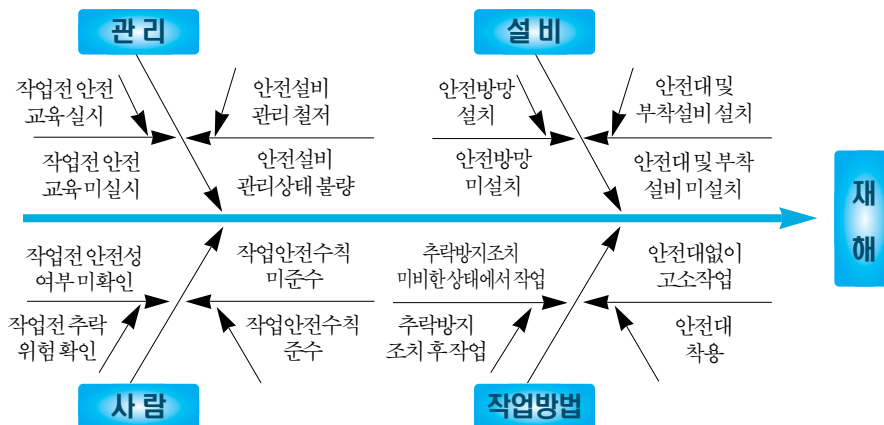 관리
설비
작업전 안전
교육 실시
안전설비
관리 철저
안전방망
설치
안전대 및
부착설비 설치
작업전 안전
교육 미실시
안전설비
관리상태 불량
안전방망
미설치
안전대 및 부착
설비 미설치
재
해
작업전 안전성
여부 미확인
작업안전수칙
미준수
추락방지조치
미비한 상태에서 작업
안전대없이
고소작업
작업전 추락
위험 확인
작업안전수칙
준수
추락방지
조치 후 작업
안전대
착용
사람
작업방법